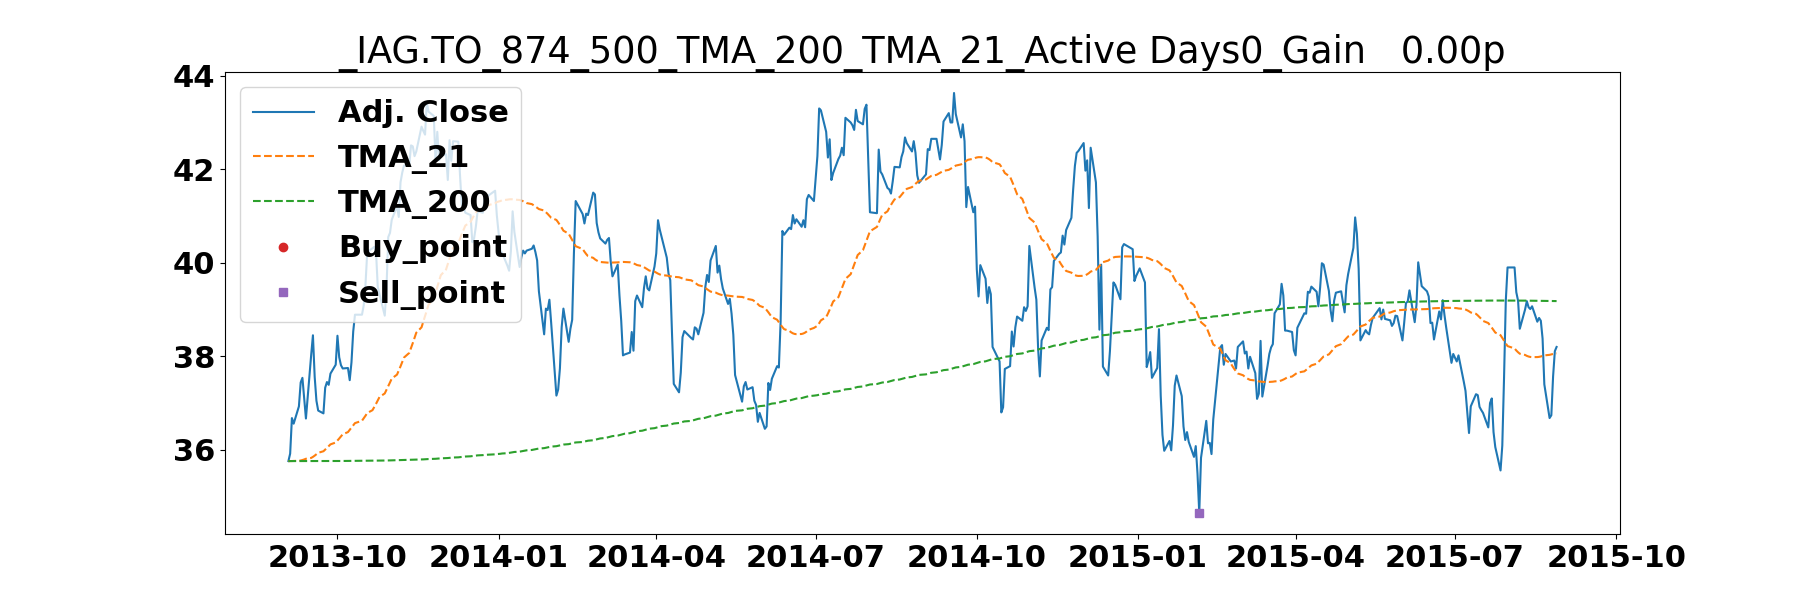 _IAG.TO_874_500_TMA_200_TMA_21_Active Days0_Gain   0.00p
44
42
40
38
36
Adj. Close
TMA_21
TMA_200
Buy_point
Sell_point
2013-10 2014-01 2014-04 2014-07 2014-10 2015-01 2015-04 2015-07 2015-10